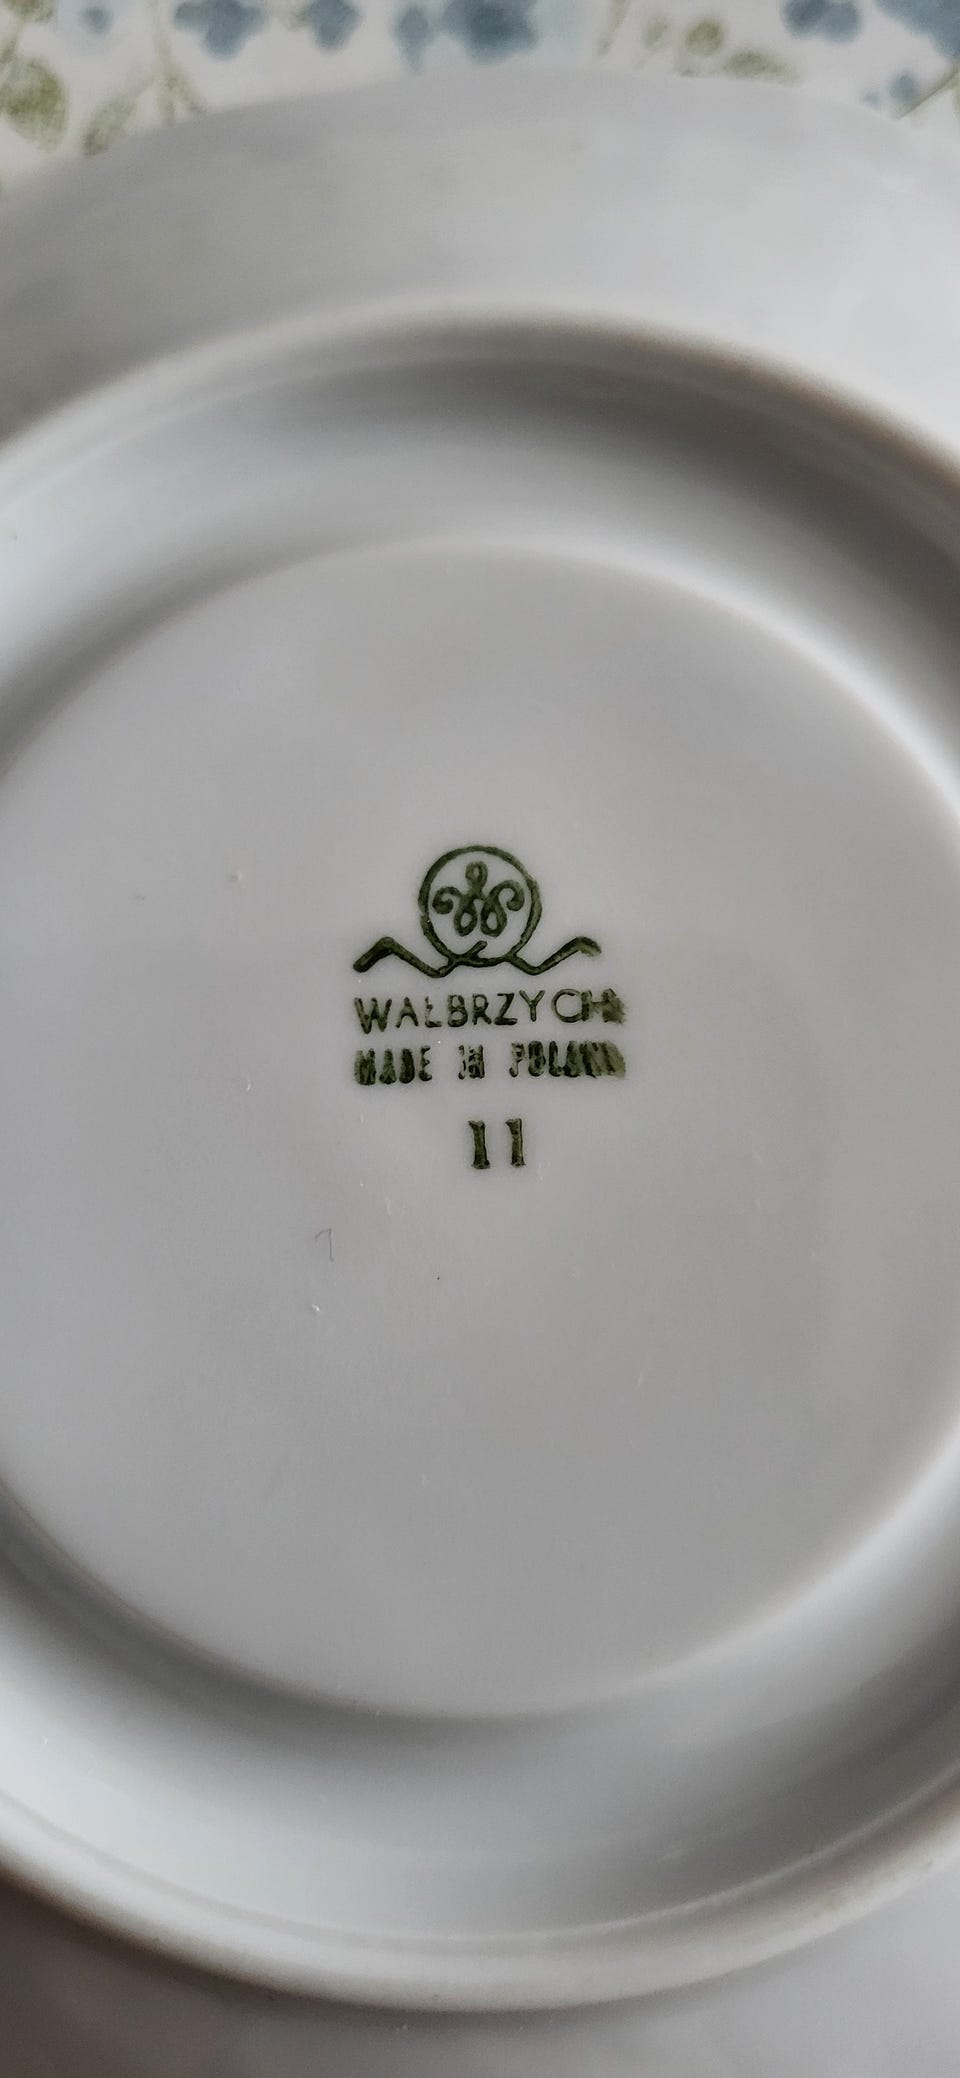 WAŁBRZYCH
MADE IN POLAND
11